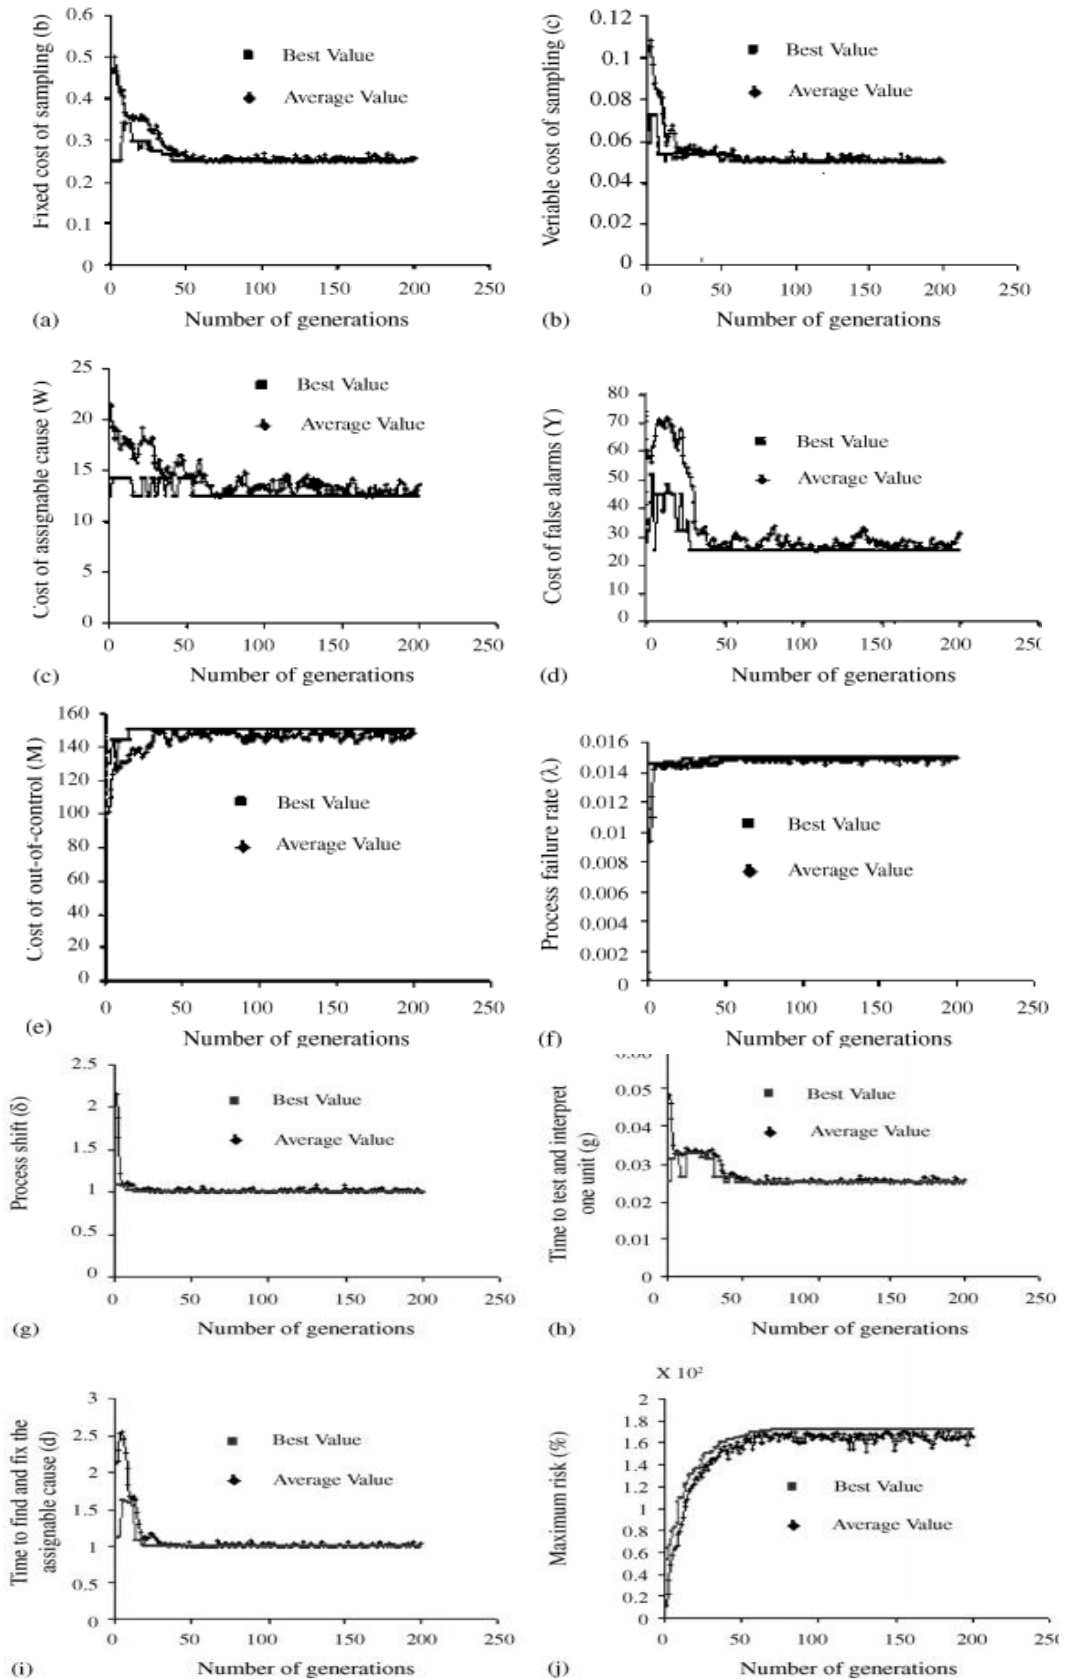 Fixed cost of sampling (b)
0.6
0.5
0.4
0.3
0.2
0.1
0
Best Value
Average Value
0 50 100 150 200 250
(a) Number of generations
Veriable cost of sampling (c)
0.12
0.1
0.08
0.06
0.04
0.02
0
Best Value
Average Value
0 50 100 150 200 250
(b) Number of generations
Cost of assignable cause (W)
25
20
15
10
5
0
Best Value
Average Value
0 50 100 150 200 250
(c) Number of generations
Cost of false alarms (Y)
80
70
60
50
40
30
20
10
0
Best Value
Average Value
0 50 100 150 200 250
(d) Number of generations
Cost of out-of-control (M)
160
140
120
100
80
60
40
20
0
Best Value
Average Value
0 50 100 150 200 250
(e) Number of generations
Process failure rate (λ)
0.016
0.014
0.012
0.01
0.008
0.006
0.004
0.002
0
Best Value
Average Value
0 50 100 150 200 250
(f) Number of generations
Process shift (δ)
2.5
2
1.5
1
0.5
0
Best Value
Average Value
0 50 100 150 200 250
(g) Number of generations
Time to test and interpret
one unit (g)
0.06
0.05
0.04
0.03
0.02
0.01
0
Best Value
Average Value
0 50 100 150 200 250
(h) Number of generations
Time to find and fix the
assignable cause (d)
3
2.5
2
1.5
1
0.5
0
Best Value
Average Value
0 50 100 150 200 250
(i) Number of generations
X 10²
Maximum risk (%)
2
1.8
1.6
1.4
1.2
1
0.8
0.6
0.4
0.2
0
Best Value
Average Value
0 50 100 150 200 250
(j) Number of generations